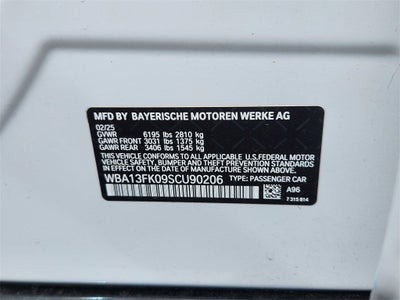 MFD BY BAYERISCHE MOTOREN WERKE AG
02/25
GVWR 6195 lbs 2810 kg
GAWR FRONT 3031 lbs 1375 kg
GAWR REAR 3406 lbs 1545 kg
THIS VEHICLE CONFORMS TO ALL APPLICABLE U.S.FEDERAL MOTOR
VEHICLE SAFETY, BUMPER AND THEFT PREVENTION STANDARDS IN
EFFECT ON THE DATE OF MANUFACTURE SHOWN ABOVE.
WBA13FK09SCU90206 TYPE: PASSENGER CAR
A96
7 315 814